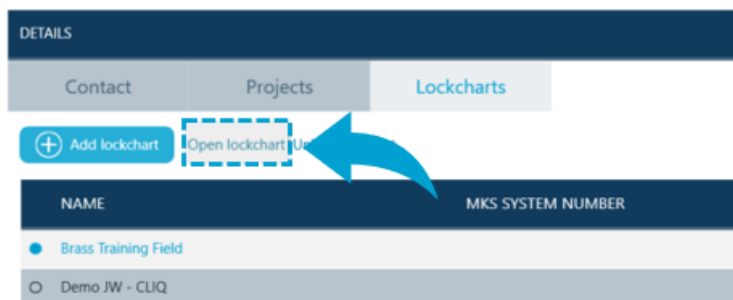 DETAILS
Contact Projects Lockcharts
Add lockchart Open lockchart
NAME MKS SYSTEM NUMBER
Brass Training Field
Demo JW - CLIQ